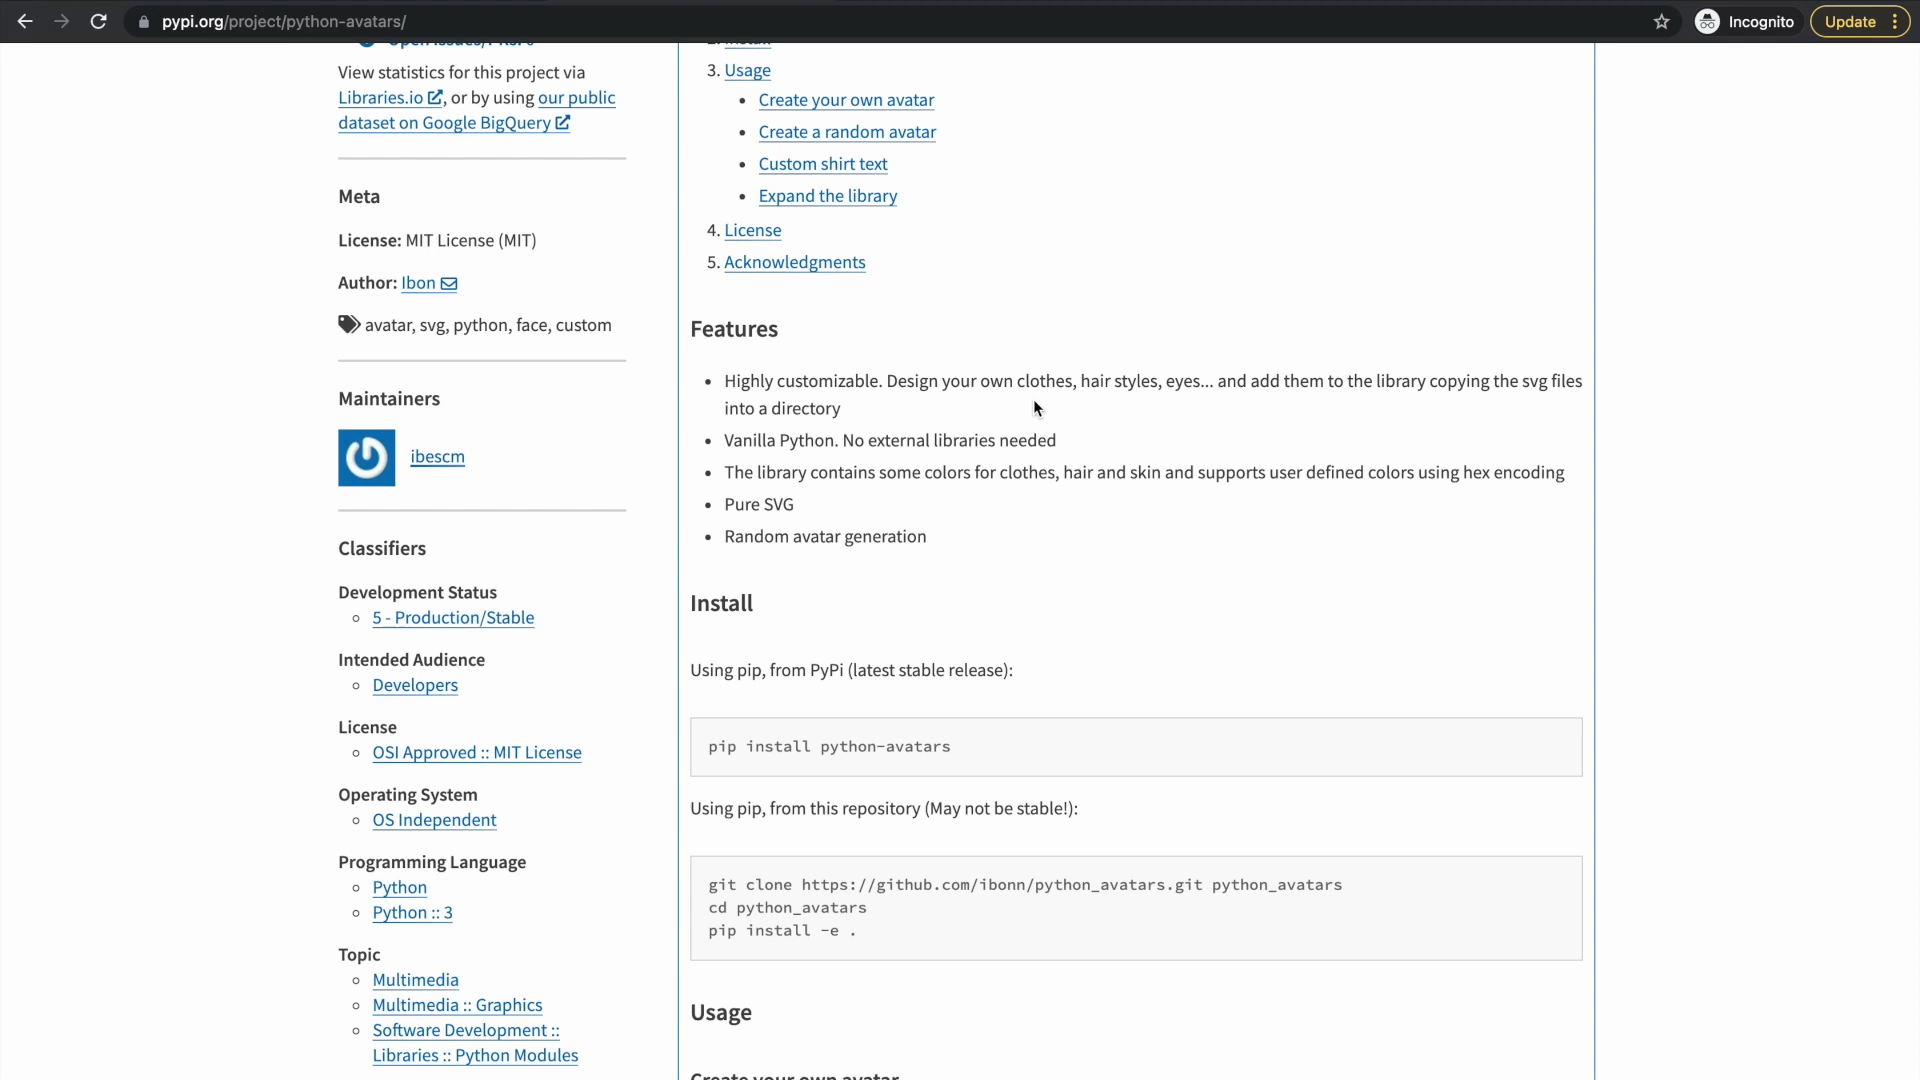 pypi.org/project/python-avatars/
Incognito
Update
View statistics for this project via
Libraries.io, or by using our public
dataset on Google BigQuery
Meta
License: MIT License (MIT)
Author: Ibon
avatar, svg, python, face, custom
Maintainers
ibescm
Classifiers
Development Status
5 - Production/Stable
Intended Audience
Developers
License
OSI Approved :: MIT License
Operating System
OS Independent
Programming Language
Python
Python :: 3
Topic
Multimedia
Multimedia :: Graphics
Software Development ::
Libraries :: Python Modules
3. Usage
Create your own avatar
Create a random avatar
Custom shirt text
Expand the library
4. License
5. Acknowledgments
Features
Highly customizable. Design your own clothes, hair styles, eyes... and add them to the library copying the svg files
into a directory
Vanilla Python. No external libraries needed
The library contains some colors for clothes, hair and skin and supports user defined colors using hex encoding
Pure SVG
Random avatar generation
Install
Using pip, from PyPi (latest stable release):
pip install python-avatars
Using pip, from this repository (May not be stable!):
git clone https://github.com/ibonn/python_avatars.git python_avatars
cd python_avatars
pip install -e .
Usage
Create your own avatar